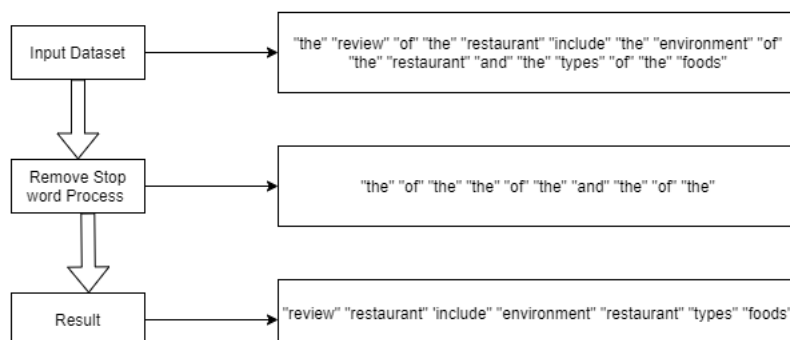 Input Dataset
"the" "review" "of" "the" "restaurant" "include" "the" "environment" "of"
"the" "restaurant" "and" "the" "types" "of" "the" "foods"
Remove Stop
word Process
"the" "of" "the" "the" "of" "the" "and" "the" "of" "the"
Result
"review" "restaurant" 'include" "environment" "restaurant" "types" "foods"